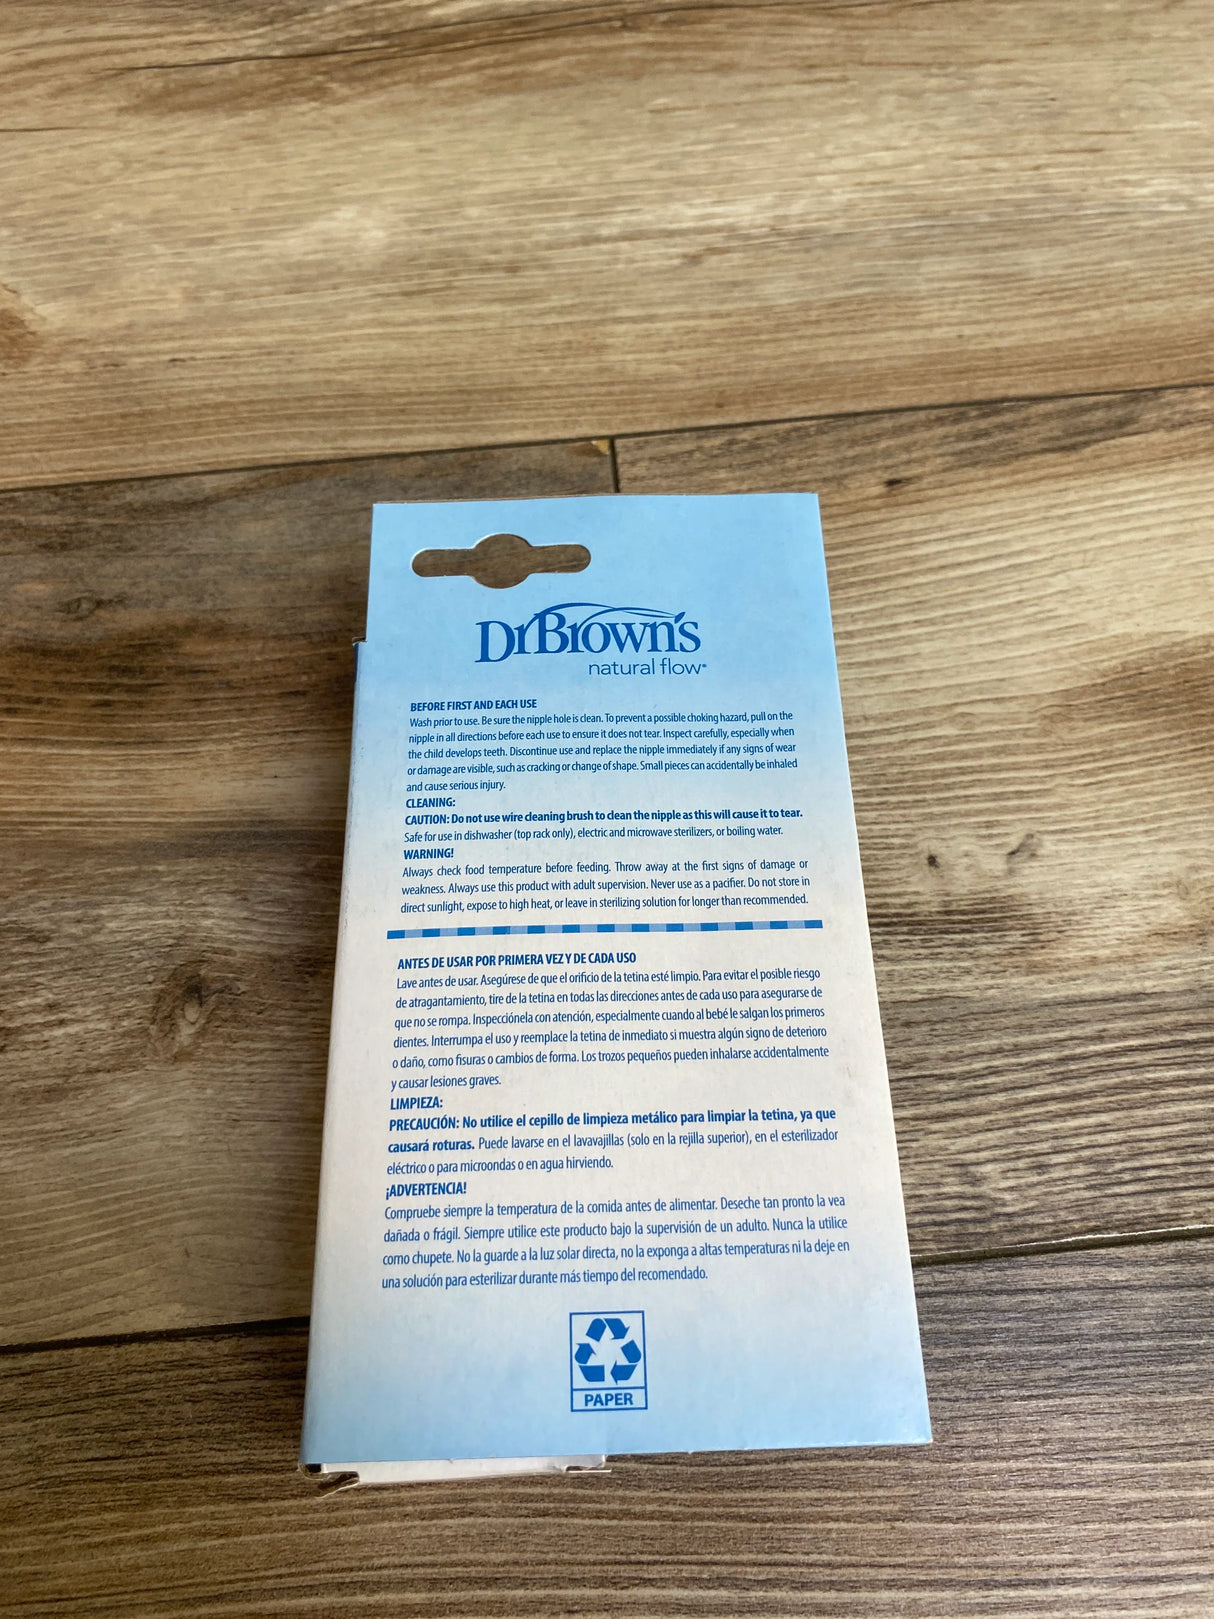 Dr Brown's
natural flow®
BEFORE FIRST AND EACH USE
Wash prior to use. Be sure the nipple hole is clean. To prevent a possible choking hazard, pull on the
nipple in all directions before each use to ensure it does not tear. Inspect carefully, especially when
the child develops teeth. Discontinue use and replace the nipple immediately if any signs of wear
or damage are visible, such as cracking or change of shape. Small pieces can accidentally be inhaled
and cause serious injury.
CLEANING:
CAUTION: Do not use wire cleaning brush to clean the nipple as this will cause it to tear.
Safe for use in dishwasher (top rack only), electric and microwave sterilizers, or boiling water.
WARNING!
Always check food temperature before feeding. Throw away at the first signs of damage or
weakness. Always use this product with adult supervision. Never use as a pacifier. Do not store in
direct sunlight, expose to high heat, or leave in sterilizing solution for longer than recommended.
ANTES DE USAR POR PRIMERA VEZ Y DE CADA USO
Lave antes de usar. Asegúrese de que el orificio de la tetina esté limpio. Para evitar el posible riesgo
de atragantamiento, tire de la tetina en todas las direcciones antes de cada uso para asegurarse de
que no se rompa. Inspecciónela con atención, especialmente cuando al bebé le salgan los primeros
dientes. Interrumpa el uso y reemplace la tetina de inmediato si muestra algún signo de deterioro
o daño, como fisuras o cambios de forma. Los trozos pequeños pueden inhalarse accidentalmente
y causar lesiones graves.
LIMPIEZA:
PRECAUCIÓN: No utilice el cepillo de limpieza metálico para limpiar la tetina, ya que
causará roturas. Puede lavarse en el lavavajillas (solo en la rejilla superior), en el esterilizador
eléctrico o para microondas o en agua hirviendo.
¡ADVERTENCIA!
Compruebe siempre la temperatura de la comida antes de alimentar. Deseche tan pronto la vea
dañada o frágil. Siempre utilice este producto bajo la supervisión de un adulto. Nunca la utilice
como chupete. No la guarde a la luz solar directa, no la exponga a altas temperaturas ni la deje en
una solución para esterilizar durante más tiempo del recomendado.
PAPER